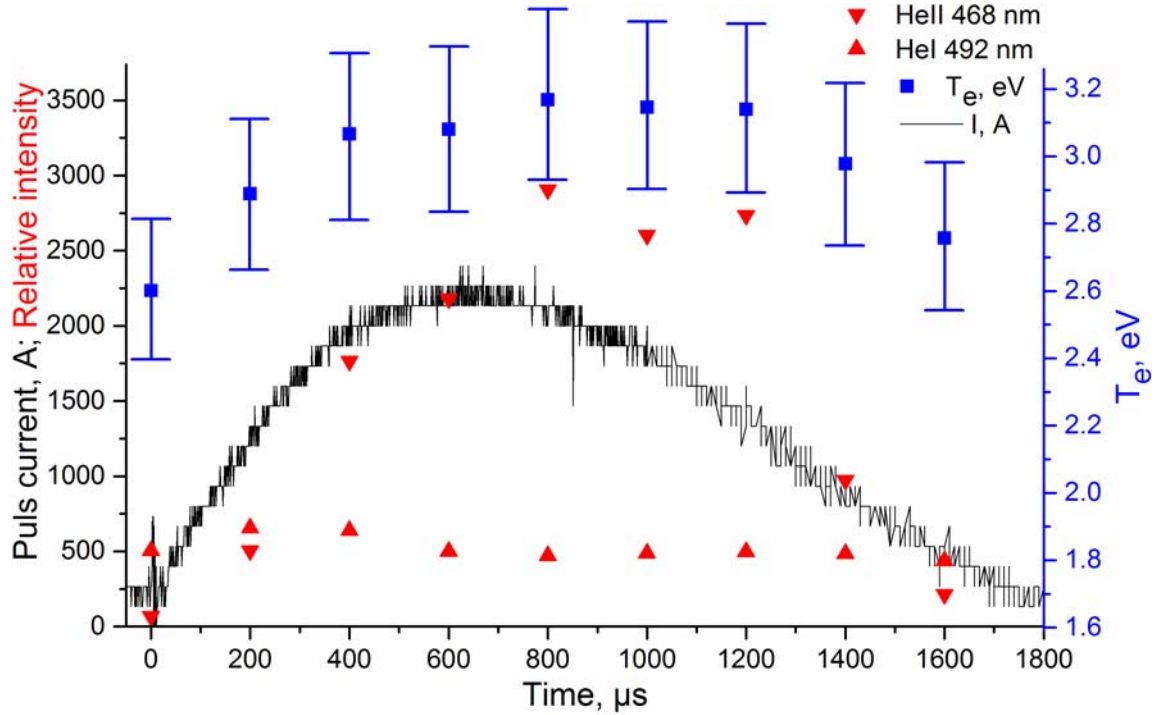 HeII 468 nm
HeI 492 nm
Te, eV
I, A
Puls current, A; Relative intensity
3500
3000
2500
2000
1500
1000
500
0
3.2
3.0
2.8
2.6
2.4
2.2
2.0
1.8
1.6
Te, eV
0 200 400 600 800 1000 1200 1400 1600 1800
Time, µs